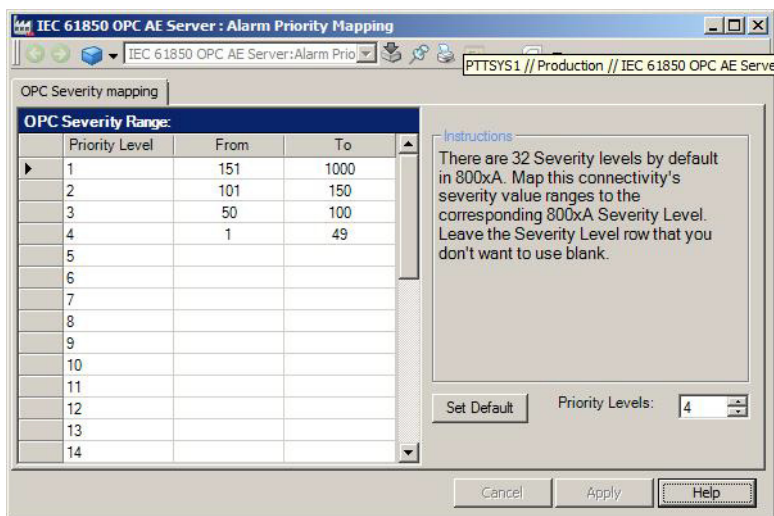 IEC 61850 OPC AE Server : Alarm Priority Mapping
IEC 61850 OPC AE Server:Alarm Prio
PTTSYS1 // Production // IEC 61850 OPC AE Serve
OPC Severity mapping
OPC Severity Range:
Priority Level From To
1 151 1000
2 101 150
3 50 100
4 1 49
5
6
7
8
9
10
11
12
13
14
Instructions
There are 32 Severity levels by default
in 800xA. Map this connectivity's
severity value ranges to the
corresponding 800xA Severity Level.
Leave the Severity Level row that you
don't want to use blank.
Set Default Priority Levels: 4
Cancel Apply Help